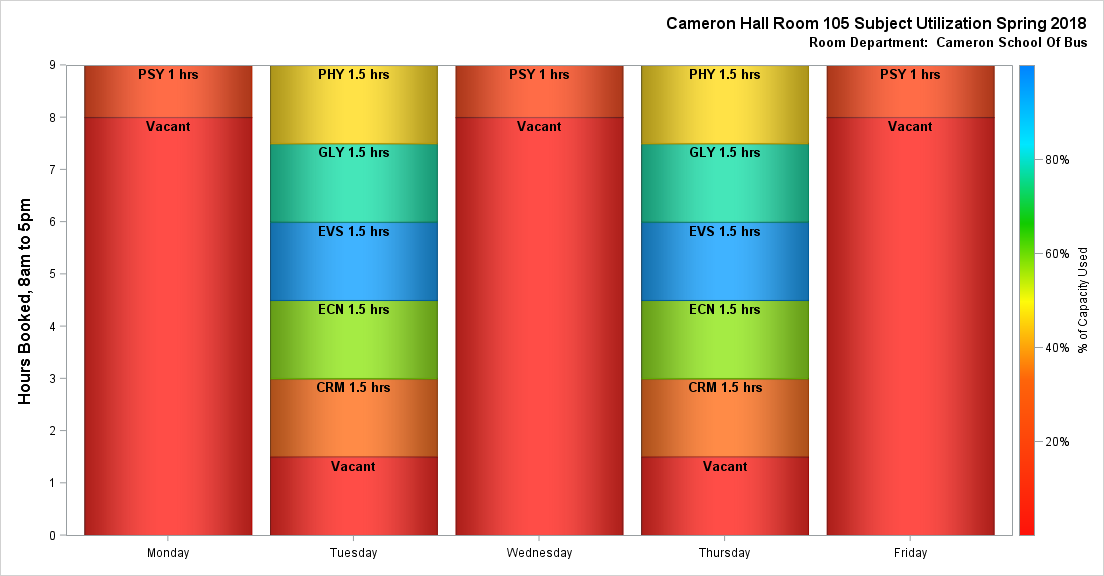 Cameron Hall Room 105 Subject Utilization Spring 2018
Room Department:  Cameron School Of Bus
Hours Booked, 8am to 5pm
9
8
7
6
5
4
3
2
1
0
PSY 1 hrs
Vacant
PHY 1.5 hrs
GLY 1.5 hrs
EVS 1.5 hrs
ECN 1.5 hrs
CRM 1.5 hrs
Vacant
PSY 1 hrs
Vacant
PHY 1.5 hrs
GLY 1.5 hrs
EVS 1.5 hrs
ECN 1.5 hrs
CRM 1.5 hrs
Vacant
PSY 1 hrs
Vacant
Monday
Tuesday
Wednesday
Thursday
Friday
80%
60%
40%
20%
% of Capacity Used